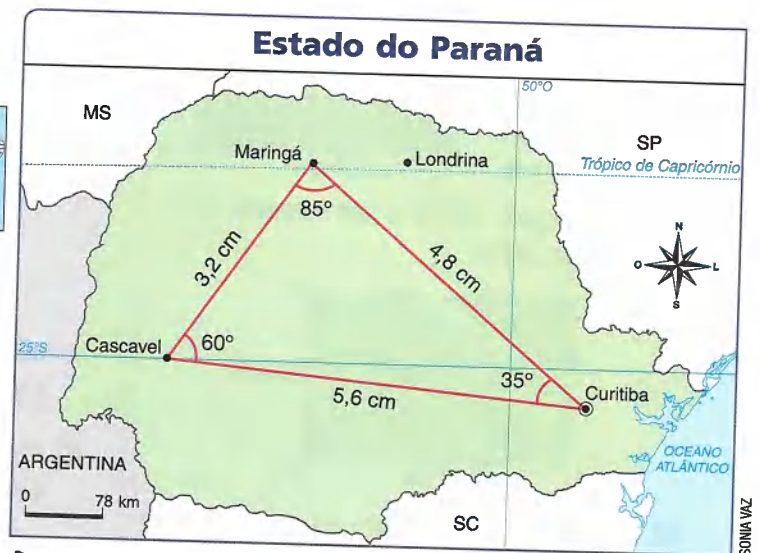 Estado do Paraná
50°O
MS
SP
Maringá
Londrina
Trópico de Capricórnio
85°
3,2 cm
4,8 cm
N
O
L
S
Cascavel
60°
25°S
35°
Curitiba
5,6 cm
ARGENTINA
OCEANO
ATLÂNTICO
0 78 km
SC
SONIA VAZ